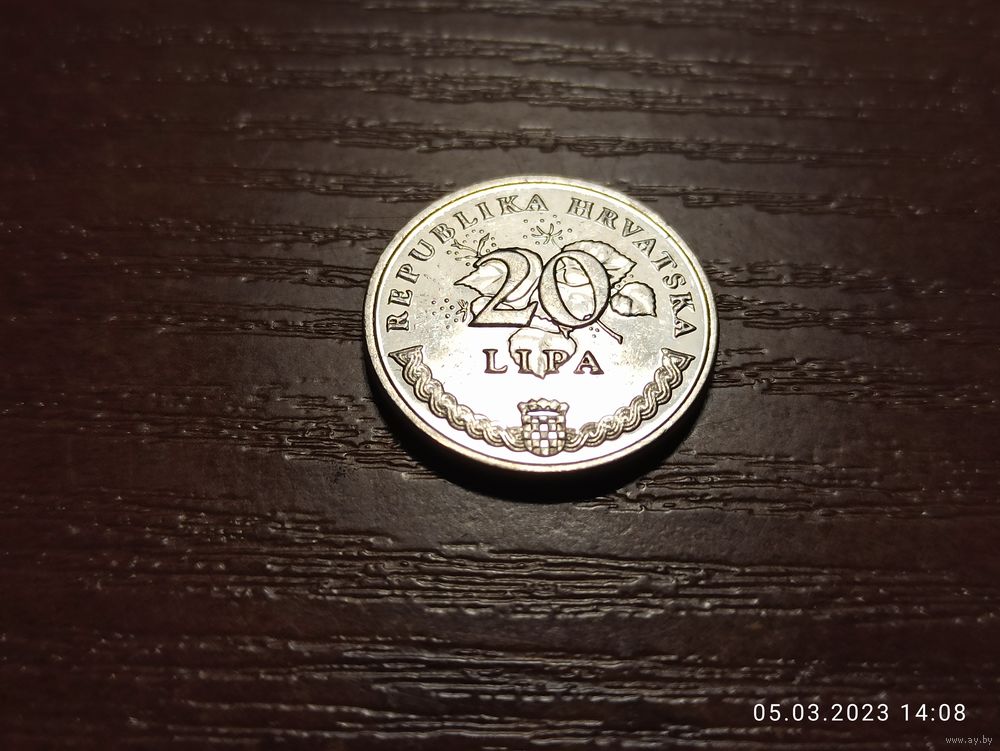 REPUBLIKA HRVATSKA
20
LIPA
05.03.2023 14:08
www.ay.by